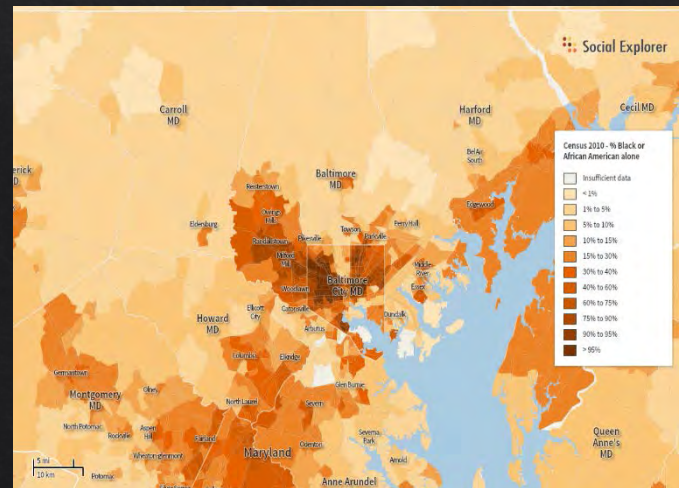 Social Explorer
Carroll
MD
Harford
MD
Cecil MD
Bel Air
South
Baltimore
MD
Reisterstown
Edgewood
Owings
Mills
Eldersburg
Towson
Perry Hall
Parkville
Pikesville
Randallstown
Milford
Mill
Middle
River
Baltimore
City MD
Essex
Woodlawn
Catonsville
Ellicott
City
Dundalk
Howard
MD
Arbutus
Columbia
Elkridge
Germantown
Glen Burnie
Olney
Montgomery
MD
North Laurel
Severn
North Potomac
Aspen
Hill
Rockville
Fairland
Severna
Park
Queen
Anne's
MD
Wheaton-Glenmont
Maryland
Odenton
Arnold
Potomac
Anne Arundel
5 mi
10 km
Census 2010 - % Black or
African American alone
Insufficient data
< 1%
1% to 5%
5% to 10%
10% to 15%
15% to 30%
30% to 40%
40% to 60%
60% to 75%
75% to 90%
90% to 95%
> 95%